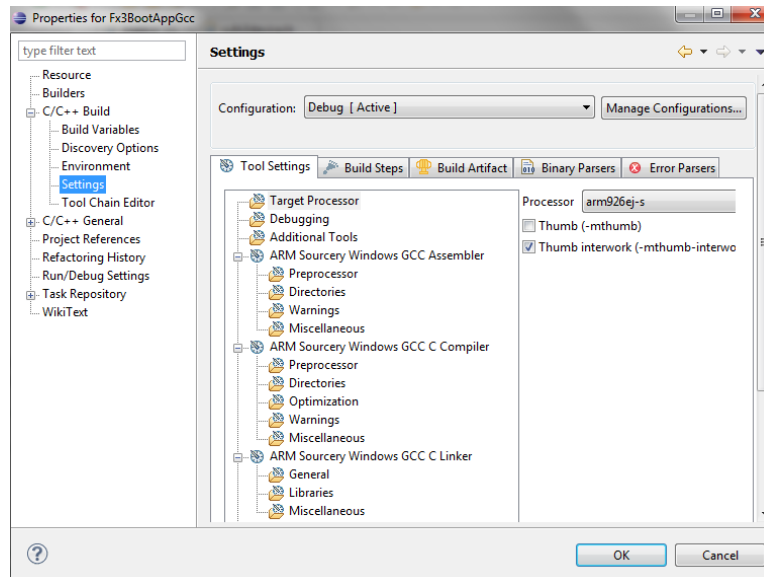 Properties for Fx3BootAppGcc
type filter text
Resource
Builders
C/C++ Build
Build Variables
Discovery Options
Environment
Settings
Tool Chain Editor
C/C++ General
Project References
Refactoring History
Run/Debug Settings
Task Repository
WikiText
Settings
Configuration: Debug [ Active ] Manage Configurations...
Tool Settings Build Steps Build Artifact Binary Parsers Error Parsers
Target Processor
Debugging
Additional Tools
ARM Sourcery Windows GCC Assembler
Preprocessor
Directories
Warnings
Miscellaneous
ARM Sourcery Windows GCC C Compiler
Preprocessor
Directories
Optimization
Warnings
Miscellaneous
ARM Sourcery Windows GCC C Linker
General
Libraries
Miscellaneous
Processor arm926ej-s
Thumb (-mthumb)
Thumb interwork (-mthumb-interwo
OK Cancel